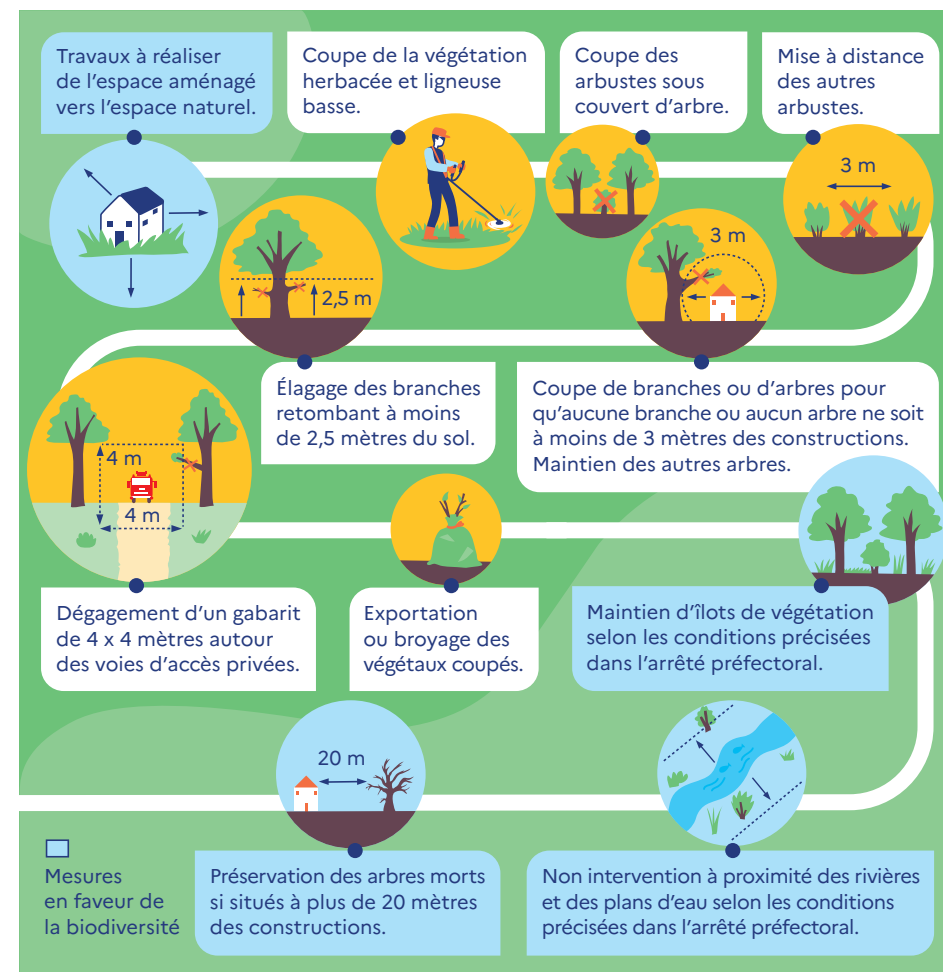 Travaux à réaliser
de l'espace aménagé
vers l'espace naturel.
Coupe de la végétation
herbacée et ligneuse
basse.
Coupe des
arbustes sous
couvert d'arbre.
Mise à distance
des autres
arbustes.
3 m
3 m
2,5 m
Coupe de branches ou d'arbres pour
qu'aucune branche ou aucun arbre ne soit
à moins de 3 mètres des constructions.
Maintien des autres arbres.
Élagage des branches
retombant à moins
de 2,5 mètres du sol.
4 m
4 m
Dégagement d'un gabarit
de 4 x 4 mètres autour
des voies d'accès privées.
Exportation
ou broyage des
végétaux coupés.
Maintien d'îlots de végétation
selon les conditions précisées
dans l'arrêté préfectoral.
Non intervention à proximité des rivières
et des plans d'eau selon les conditions
précisées dans l'arrêté préfectoral.
20 m
Préservation des arbres morts
si situés à plus de 20 mètres
des constructions.
Mesures
en faveur de
la biodiversité